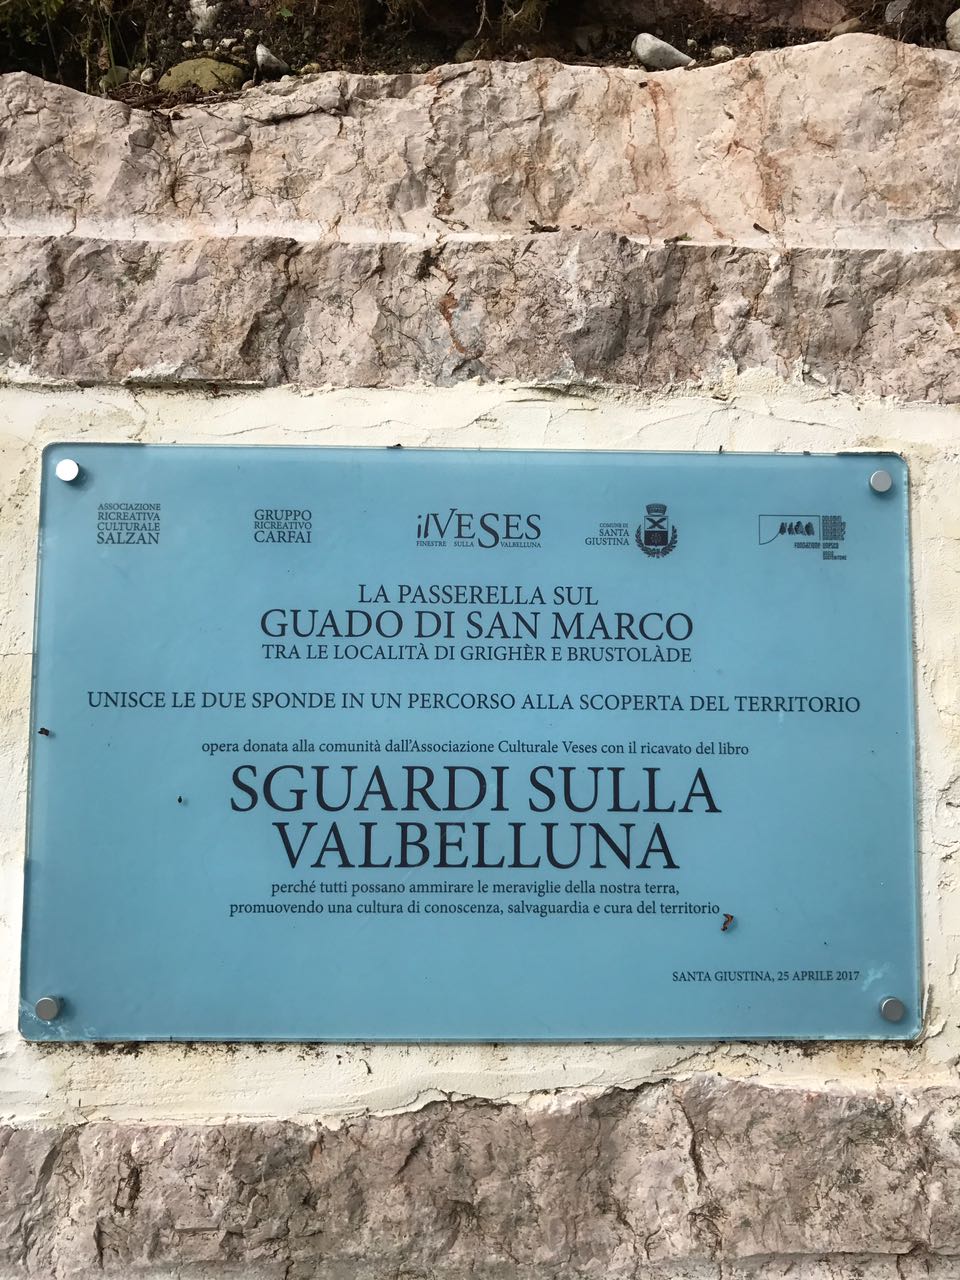 ASSOCIAZIONE
RICREATIVA
CULTURALE
SALZAN
GRUPPO
RICREATIVO
CARFAI
ilVESES
FINESTRE SULLA VALBELLUNA
COMUNE DI
SANTA
GIUSTINA
FONDAZIONE UNESCO
SOCIO
SOSTENITORE
LA PASSERELLA SUL
GUADO DI SAN MARCO
TRA LE LOCALITÀ DI GRIGHÈR E BRUSTOLÀDE
UNISCE LE DUE SPONDE IN UN PERCORSO ALLA SCOPERTA DEL TERRITORIO
opera donata alla comunità dall'Associazione Culturale Veses con il ricavato del libro
SGUARDI SULLA
VALBELLUNA
perché tutti possano ammirare le meraviglie della nostra terra,
promuovendo una cultura di conoscenza, salvaguardia e cura del territorio
SANTA GIUSTINA, 25 APRILE 2017